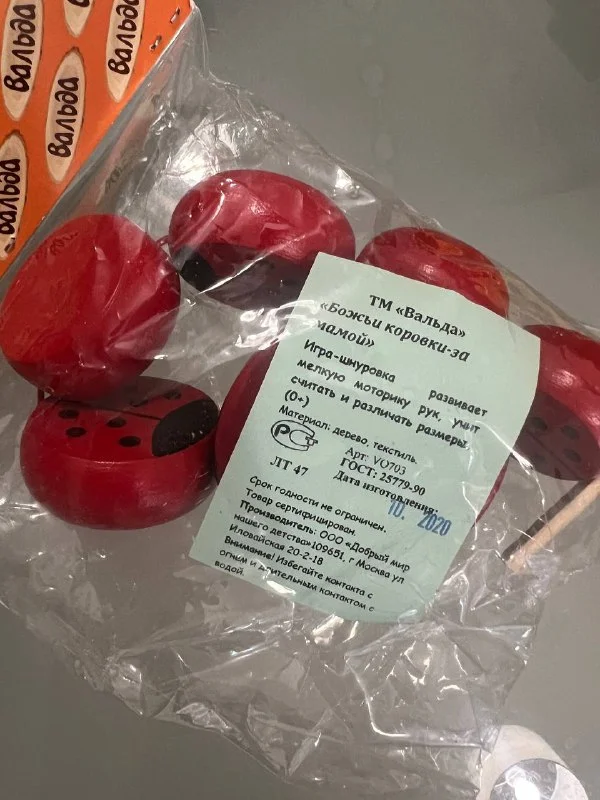 вальда
вальда
вальда
вальда
ТМ «Вальда»
«Божьи коровки-за
мамой»
Игра-шнуровка развивает
мелкую моторику рук, учит
считать и различать размеры.
(0+)
Материал: дерево, текстиль.
Арт: VO703
РС
ГОСТ: 25779-90
ЛТ 47
Дата изготовления:
10. 2020
Срок годности не ограничен.
Товар сертифицирован.
Производитель: ООО «Добрый мир
нашего детства»109651, г Москва ул
Иловайская 20-2-18
Внимание! Избегайте контакта с
огным и длительным контактом с
водой.